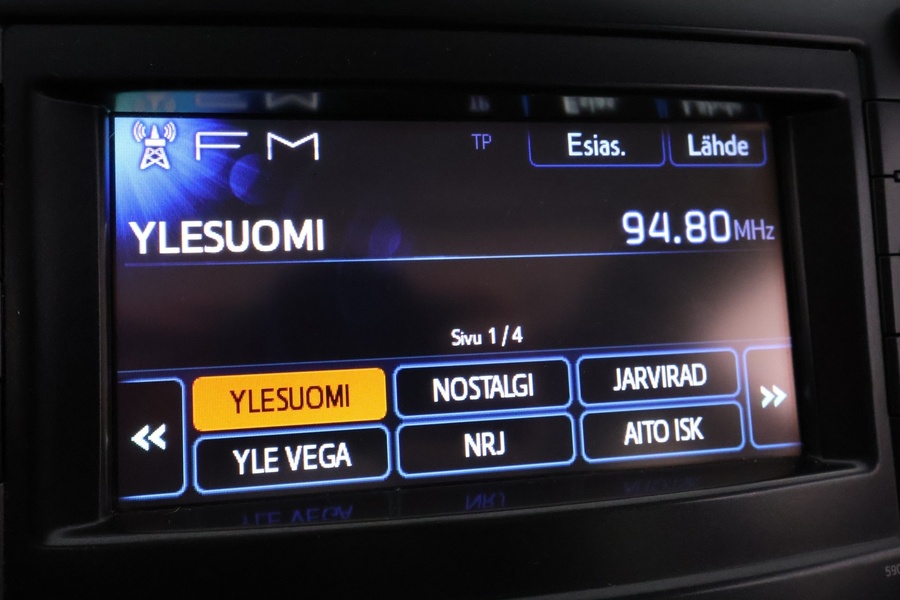 FM TP Esias. Lähde
YLESUOMI 94.80MHz
Sivu 1/4
YLESUOMI NOSTALGI JARVIRAD
YLE VEGA NRJ AITO ISK